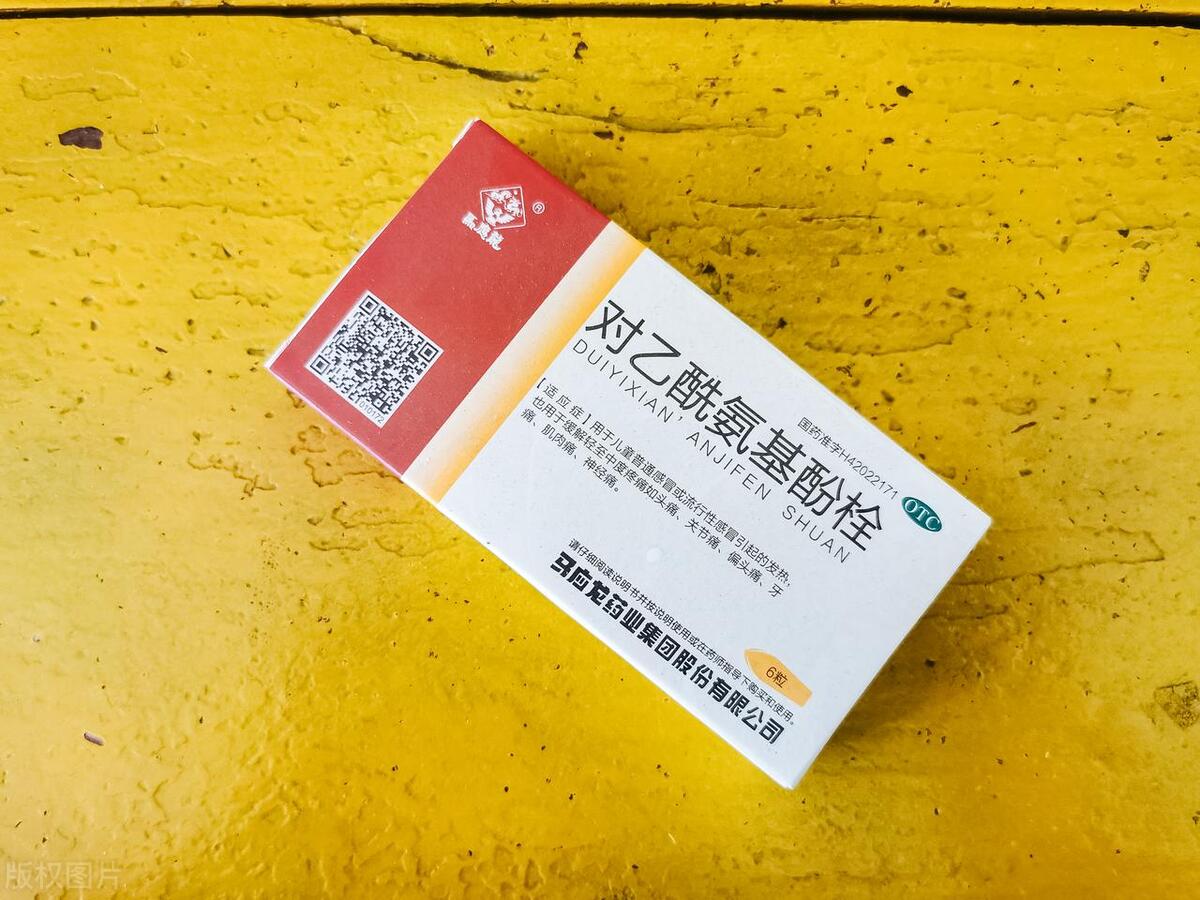 馬應龍
®
010172
国药准字H42022171
OTC
对乙酰氨基酚栓
DUIYIXIAN'ANJIFEN SHUAN
【适应症】用于儿童普通感冒或流行性感冒引起的发热，
也用于缓解轻至中度疼痛如头痛、关节痛、偏头痛、牙
痛、肌肉痛、神经痛。
6粒
请仔细阅读说明书并按说明使用或在药师指导下购买和使用。
马应龙药业集团股份有限公司
版权图片